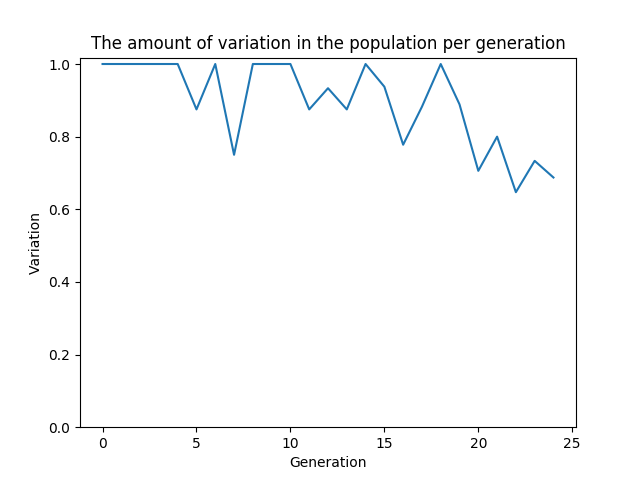 The amount of variation in the population per generation
1.0
0.8
0.6
0.4
0.2
0.0
Variation
0 5 10 15 20 25
Generation